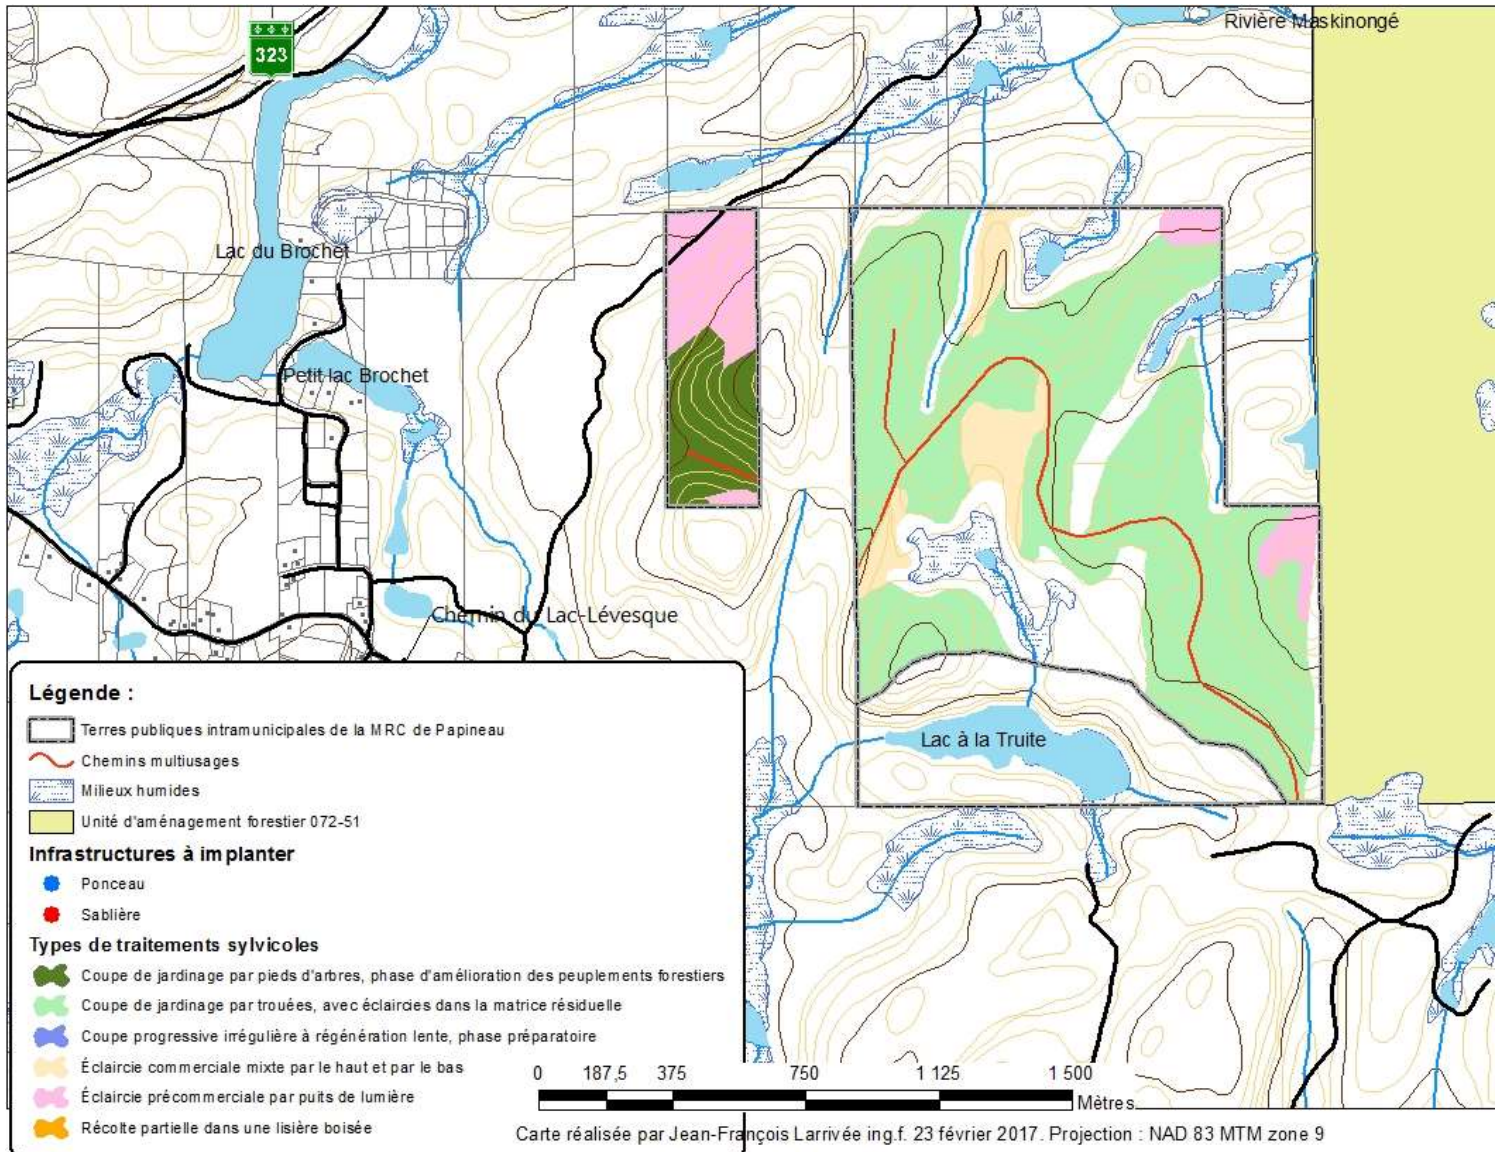 Rivière Maskinongé
323
Lac du Brochet
Petit lac Brochet
Chemin du Lac-Lévesque
Lac à la Truite
Légende :
Terres publiques intramunicipales de la MRC de Papineau
Chemins multiusages
Milieux humides
Unité d'aménagement forestier 072-51
Infrastructures à implanter
Ponceau
Sablière
Types de traitements sylvicoles
Coupe de jardinage par pieds d'arbres, phase d'amélioration des peuplements forestiers
Coupe de jardinage par trouées, avec éclaircies dans la matrice résiduelle
Coupe progressive irrégulière à régénération lente, phase préparatoire
Éclaircie commerciale mixte par le haut et par le bas
Éclaircie précommerciale par puits de lumière
Récolte partielle dans une lisière boisée
0 187,5 375 750 1 125 1 500
Mètres
Carte réalisée par Jean-François Larrivée ing.f. 23 février 2017. Projection : NAD 83 MTM zone 9